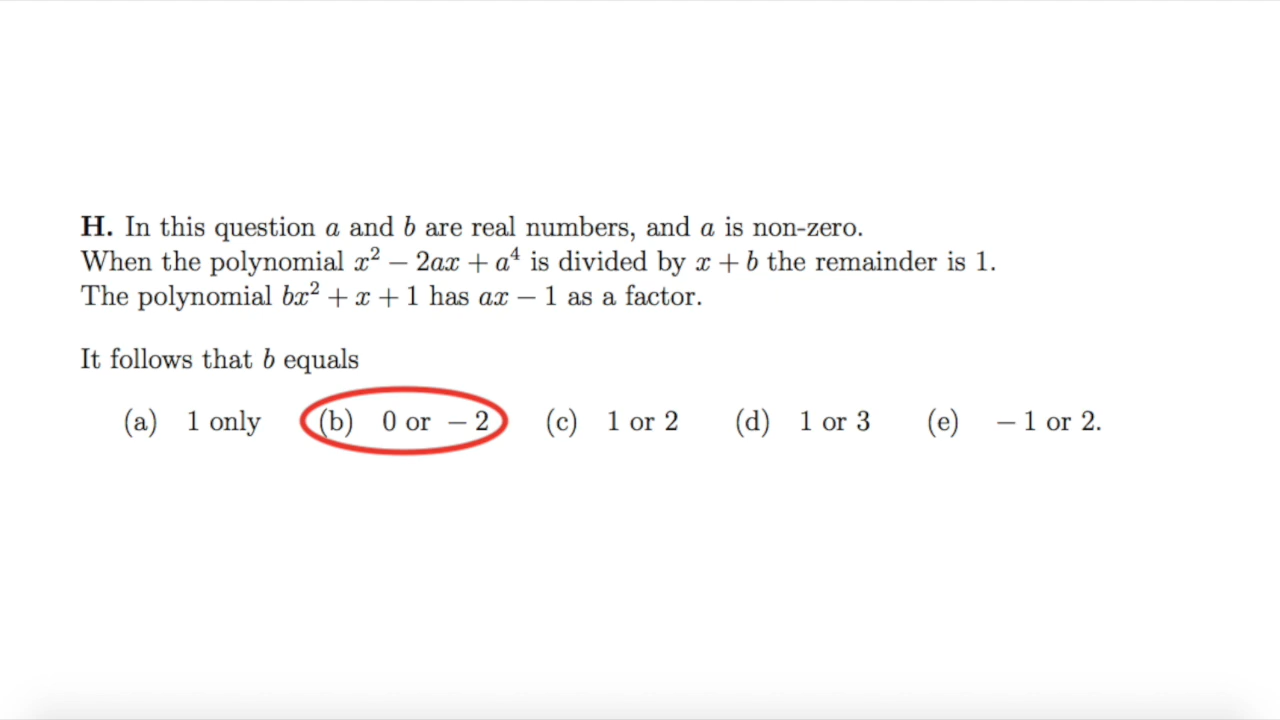 H. In this question a and b are real numbers, and a is non-zero.
When the polynomial x² − 2ax + a⁴ is divided by x + b the remainder is 1.
The polynomial bx² + x + 1 has ax − 1 as a factor.
It follows that b equals
(a) 1 only (b) 0 or − 2 (c) 1 or 2 (d) 1 or 3 (e) − 1 or 2.